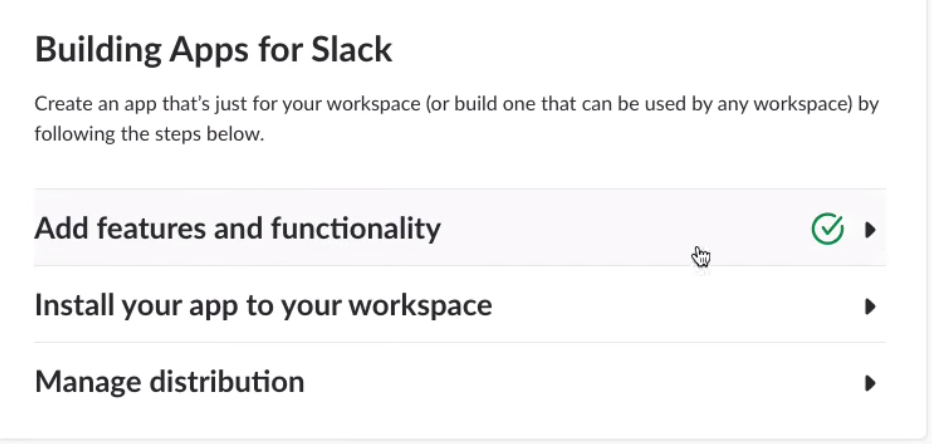 Building Apps for Slack
Create an app that's just for your workspace (or build one that can be used by any workspace) by
following the steps below.
Add features and functionality
Install your app to your workspace
Manage distribution